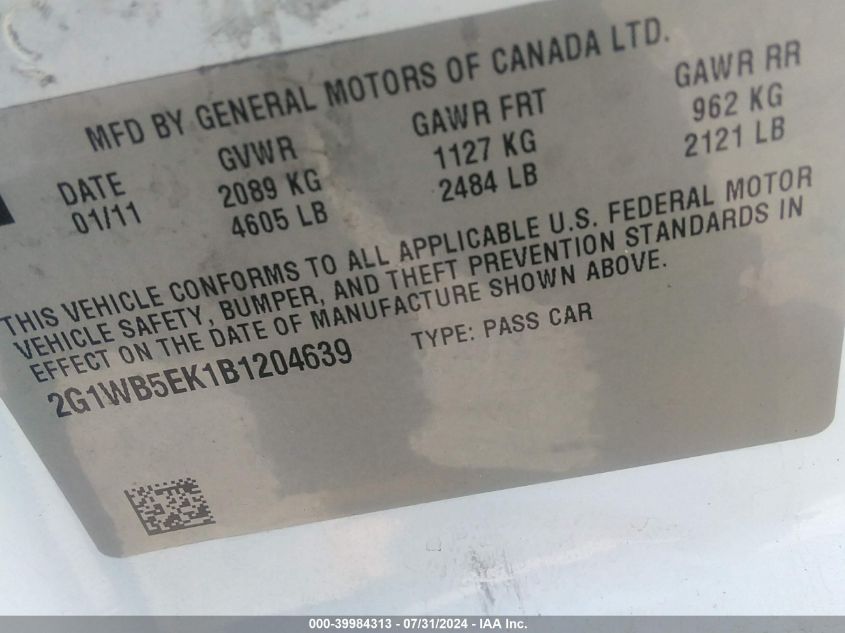 MFD BY GENERAL MOTORS OF CANADA LTD.
DATE GVWR GAWR FRT GAWR RR
01/11 2089 KG 1127 KG 962 KG
4605 LB 2484 LB 2121 LB
THIS VEHICLE CONFORMS TO ALL APPLICABLE U.S. FEDERAL MOTOR
VEHICLE SAFETY, BUMPER, AND THEFT PREVENTION STANDARDS IN
EFFECT ON THE DATE OF MANUFACTURE SHOWN ABOVE.
2G1WB5EK1B1204639 TYPE: PASS CAR
000-39984313 - 07/31/2024 - IAA Inc.